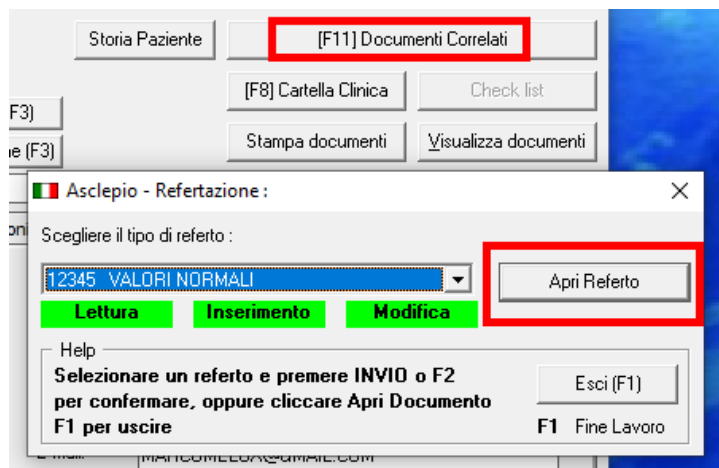 Storia Paziente
[F11] Documenti Correlati
[F8] Cartella Clinica
Check list
F3)
Stampa documenti
Visualizza documenti
ne (F3)
Asclepio - Refertazione :
oni
Scegliere il tipo di referto :
12345 VALORI NORMALI
Apri Referto
Lettura Inserimento Modifica
Help
Selezionare un referto e premere INVIO o F2
per confermare, oppure cliccare Apri Documento
F1 per uscire
Esci (F1)
F1 Fine Lavoro